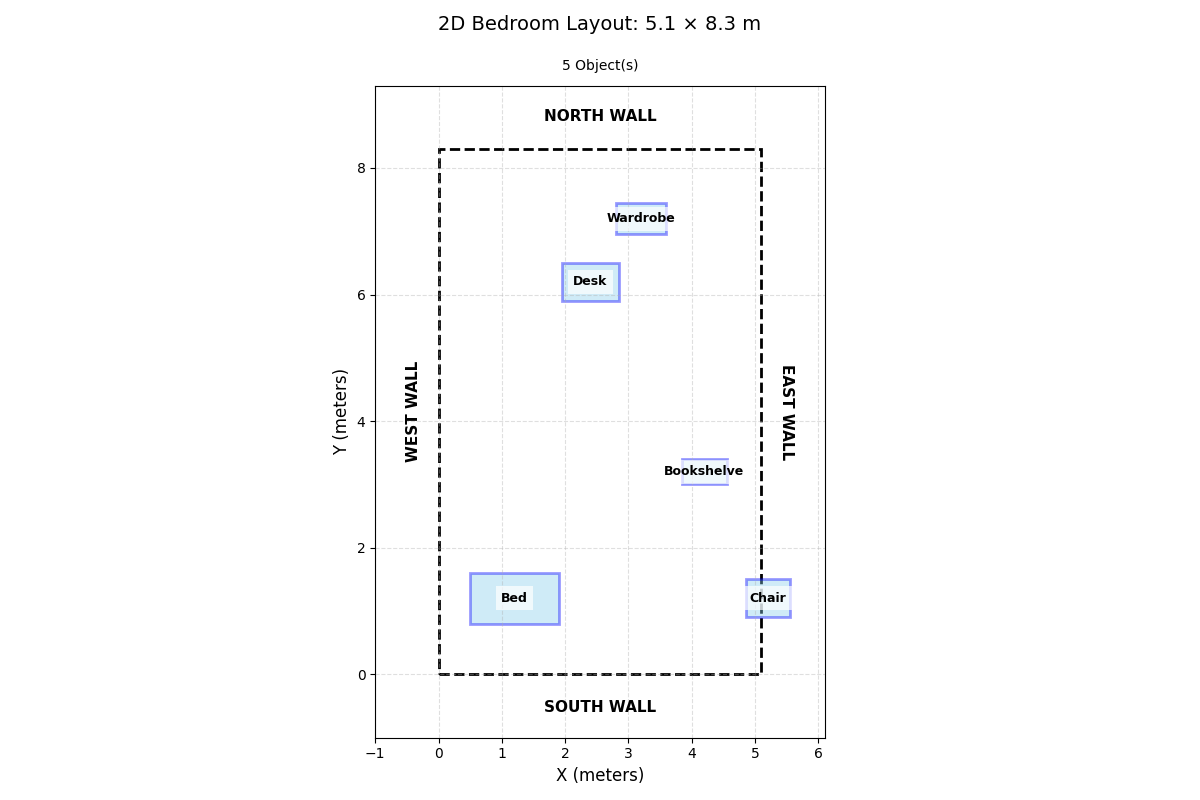 2D Bedroom Layout: 5.1 × 8.3 m
5 Object(s)
NORTH WALL
8
Wardrobe
Desk
6
WEST WALL
EAST WALL
Y (meters)
4
Bookshelve
2
Bed
Chair
0
SOUTH WALL
−1 0 1 2 3 4 5 6
X (meters)